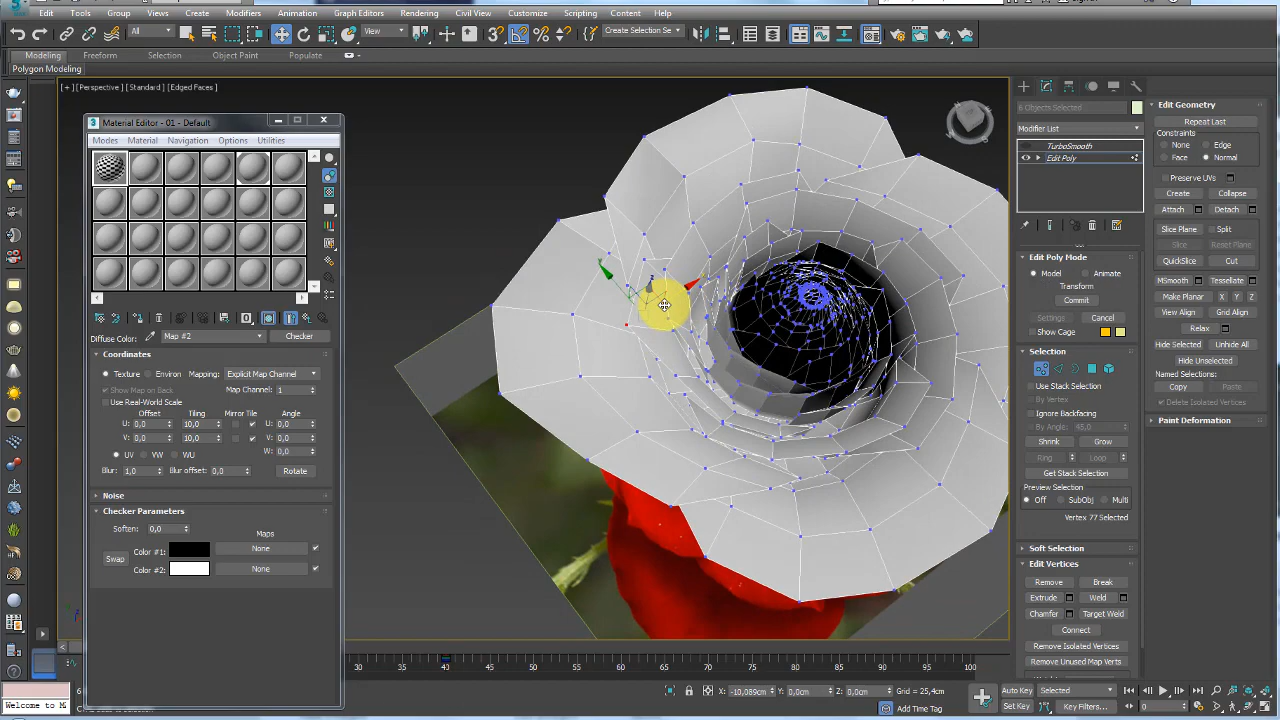 Edit Tools Group Views Create Modifiers Animation Graph Editors Rendering Civil View Customize Scripting Content Help
All View Create Selection Se
Modeling Freeform Selection Object Paint Populate
Polygon Modeling
[+] [Perspective] [Standard] [Edged Faces]
Material Editor - 01 - Default
Modes Material Navigation Options Utilities
Diffuse Color: Map #2 Checker
Coordinates
Texture Environ Mapping: Explicit Map Channel
Show Map on Back Map Channel: 1
Use Real-World Scale
Offset Tiling Mirror Tile Angle
U: 0,0 10,0 U: 0,0
V: 0,0 10,0 V: 0,0
UV VW WU W: 0,0
Blur: 1,0 Blur offset: 0,0 Rotate
Noise
Checker Parameters
Soften: 0,0 Maps
Swap
Color #1: None
Color #2: None
6 Objects Selected
Modifier List
TurboSmooth
Edit Poly
Edit Poly Mode
Model Animate
Transform
Commit
Settings Cancel
Show Cage
Selection
Use Stack Selection
By Vertex
Ignore Backfacing
By Angle: 45,0
Shrink Grow
Ring Loop
Get Stack Selection
Preview Selection
Off SubObj Multi
Vertex 77 Selected
Soft Selection
Edit Vertices
Remove Break
Extrude Weld
Chamfer Target Weld
Connect
Remove Isolated Vertices
Remove Unused Map Verts
Edit Geometry
Repeat Last
Constraints
None Edge
Face Normal
Preserve UVs
Create Collapse
Attach Detach
Slice Plane Split
Slice Reset Plane
QuickSlice Cut
MSmooth Tessellate
Make Planar X Y Z
View Align Grid Align
Relax
Hide Selected Unhide All
Hide Unselected
Named Selections:
Copy Paste
Delete Isolated Vertices
Paint Deformation
30 35 40 45 50 55 60 65 70 75 80 85 90 95 100
X: -10,089cm Y: 0,0cm Z: 0,0cm Grid = 25,4cm
Auto Key Selected
Welcome to M
Add Time Tag
Set Key Key Filters... 0